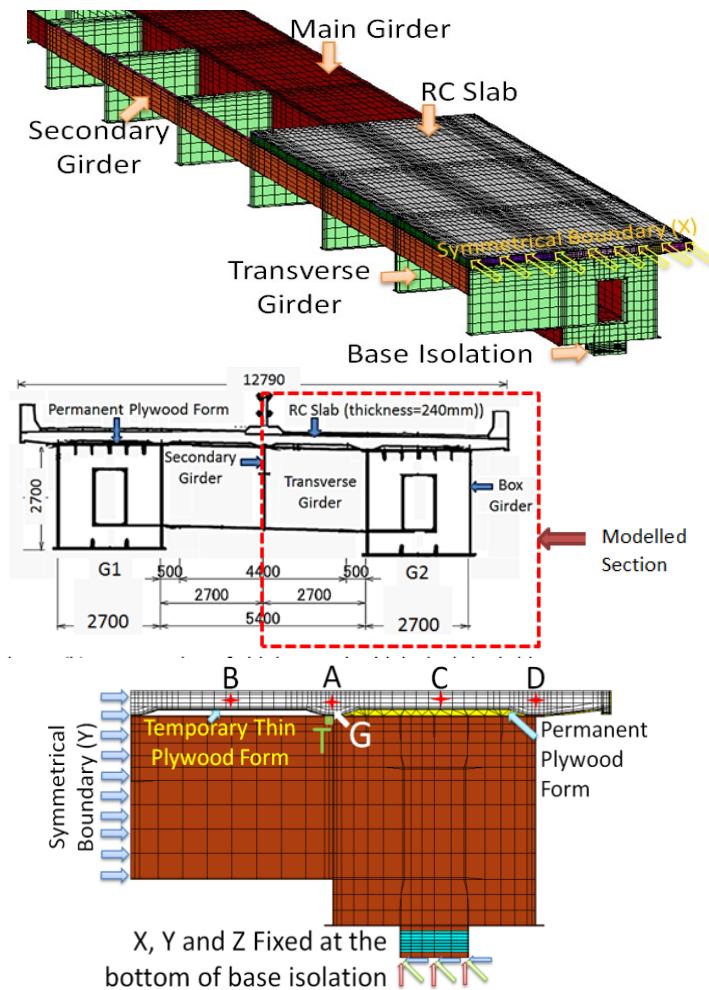 Main Girder
RC Slab
Secondary
Girder
Symmetrical Boundary (X)
Transverse
Girder
Base Isolation
12790
Permanent Plywood Form
RC Slab (thickness=240mm))
Secondary
Girder
Transverse
Girder
Box
Girder
2700
Modelled
Section
G1
500
4400
500
G2
2700
2700
2700
5400
2700
B
A
C
D
Temporary Thin
Plywood Form
T
G
Permanent
Plywood
Form
Symmetrical
Boundary (Y)
X, Y and Z Fixed at the
bottom of base isolation